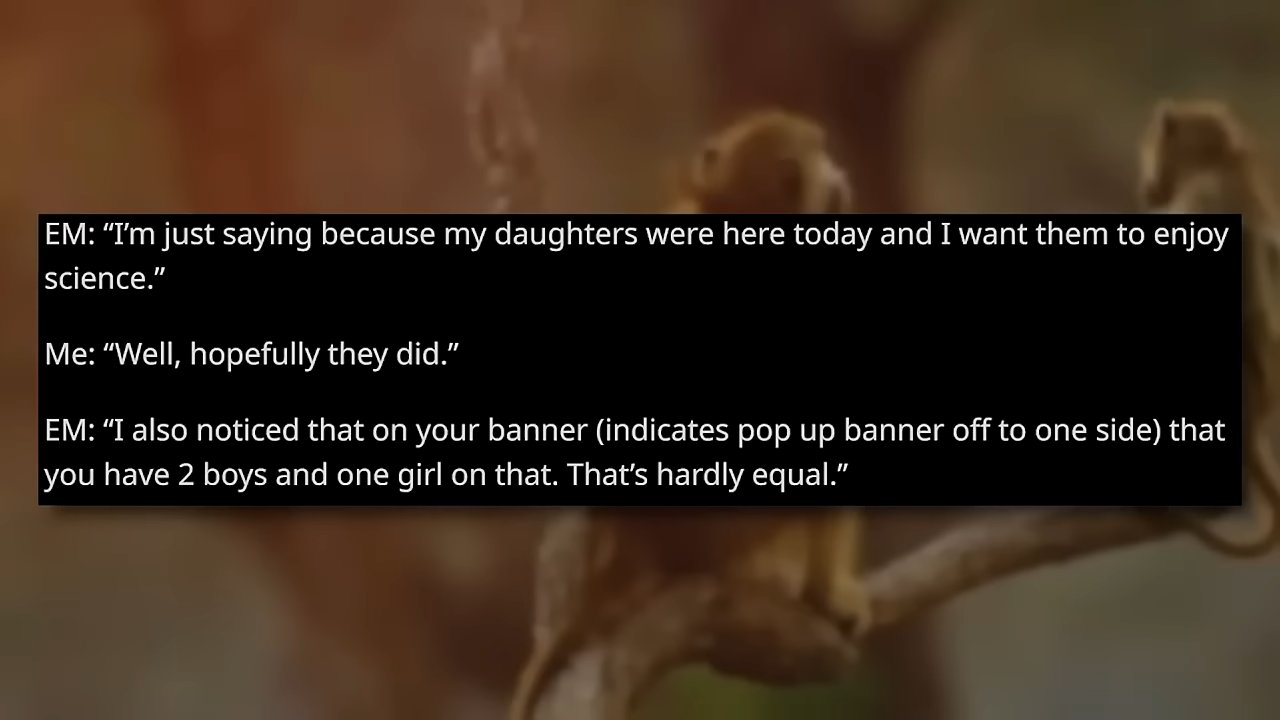 EM: “I’m just saying because my daughters were here today and I want them to enjoy
science.”
Me: “Well, hopefully they did.”
EM: “I also noticed that on your banner (indicates pop up banner off to one side) that
you have 2 boys and one girl on that. That’s hardly equal.”